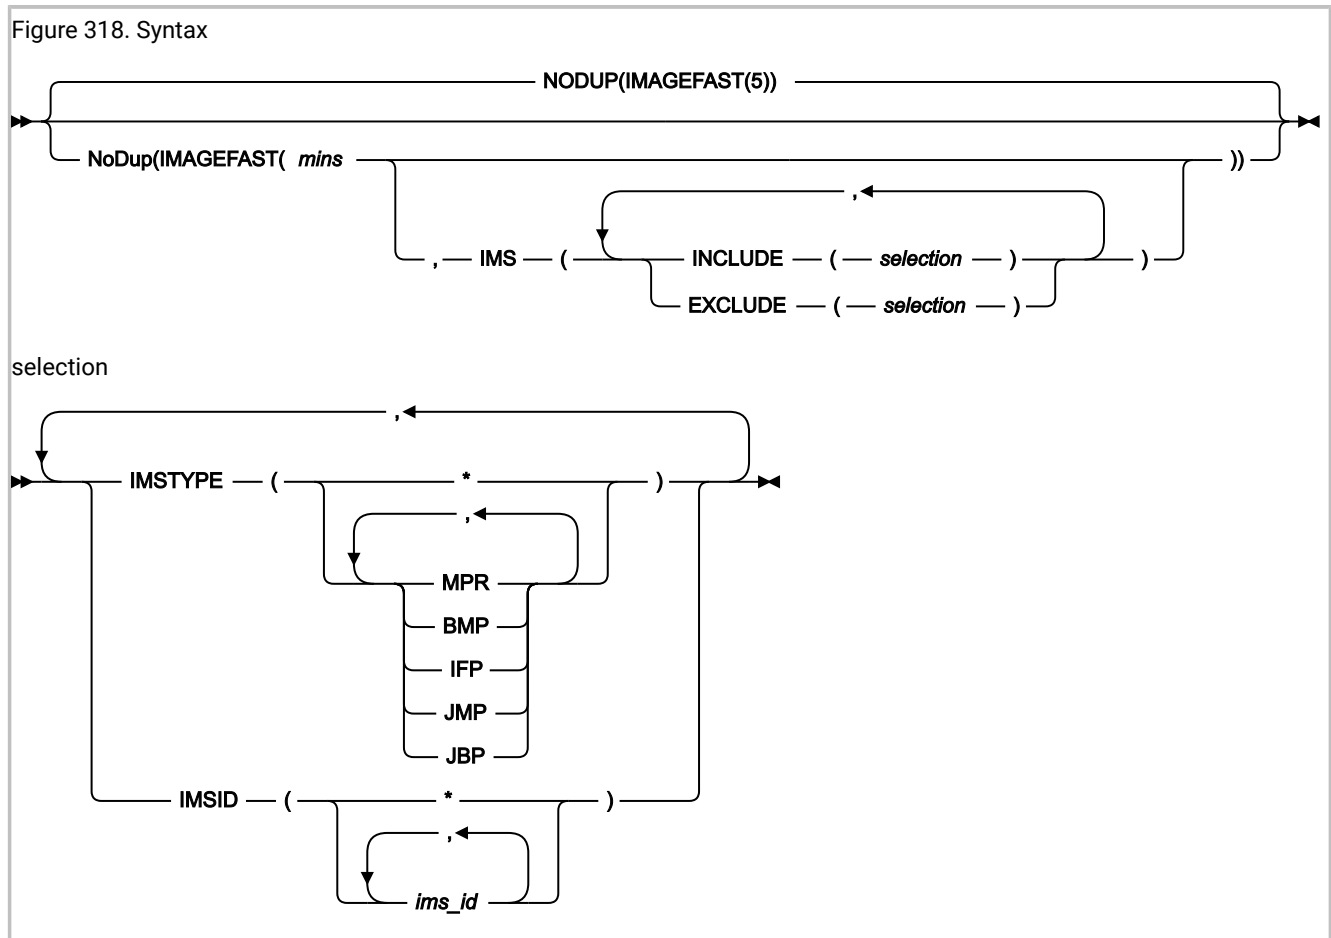 Figure 318. Syntax
NODUP(IMAGEFAST(5))
NoDup(IMAGEFAST( mins ))
,
, IMS ( INCLUDE ( selection ) )
EXCLUDE ( selection )
selection
,
IMSTYPE ( * )
,
MPR
BMP
IFP
JMP
JBP
IMSID ( * )
,
ims_id